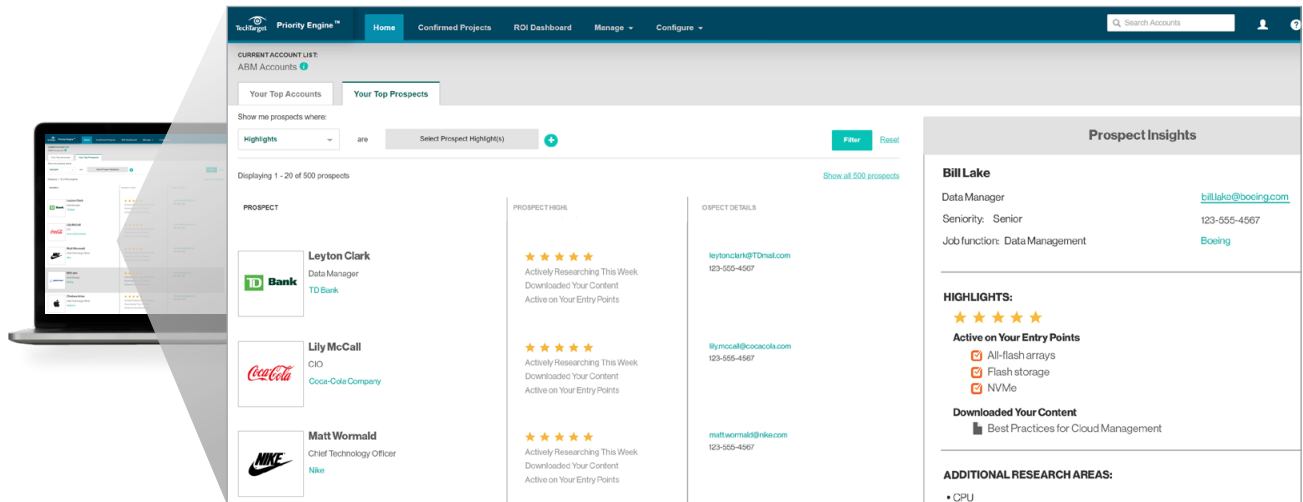 TechTarget
Priority Engine™
Home
Confirmed Projects
ROI Dashboard
Manage
Configure
Search Accounts
?
CURRENT ACCOUNT LIST:
ABM Accounts
Your Top Accounts
Your Top Prospects
Show me prospects where:
Highlights
are
Select Prospect Highlight(s)
Filter
Reset
Displaying 1 - 20 of 500 prospects
Show all 500 prospects
PROSPECT
PROSPECT HIGHL
OSPECT DETAILS
TD Bank
Leyton Clark
Data Manager
TD Bank
Actively Researching This Week
Downloaded Your Content
Active on Your Entry Points
leytonclark@TDmail.com
123-555-4567
Coca-Cola
Lily McCall
CIO
Coca-Cola Company
Actively Researching This Week
Downloaded Your Content
Active on Your Entry Points
lily.mccall@cocacola.com
123-555-4567
NIKE
Matt Wormald
Chief Technology Officer
Nike
Actively Researching This Week
Downloaded Your Content
Active on Your Entry Points
matt.wormald@nike.com
123-555-4567
Prospect Insights
Bill Lake
Data Manager
bill.lake@boeing.com
Seniority: Senior
123-555-4567
Job function: Data Management
Boeing
HIGHLIGHTS:
Active on Your Entry Points
All-flash arrays
Flash storage
NVMe
Downloaded Your Content
Best Practices for Cloud Management
ADDITIONAL RESEARCH AREAS:
• CPU